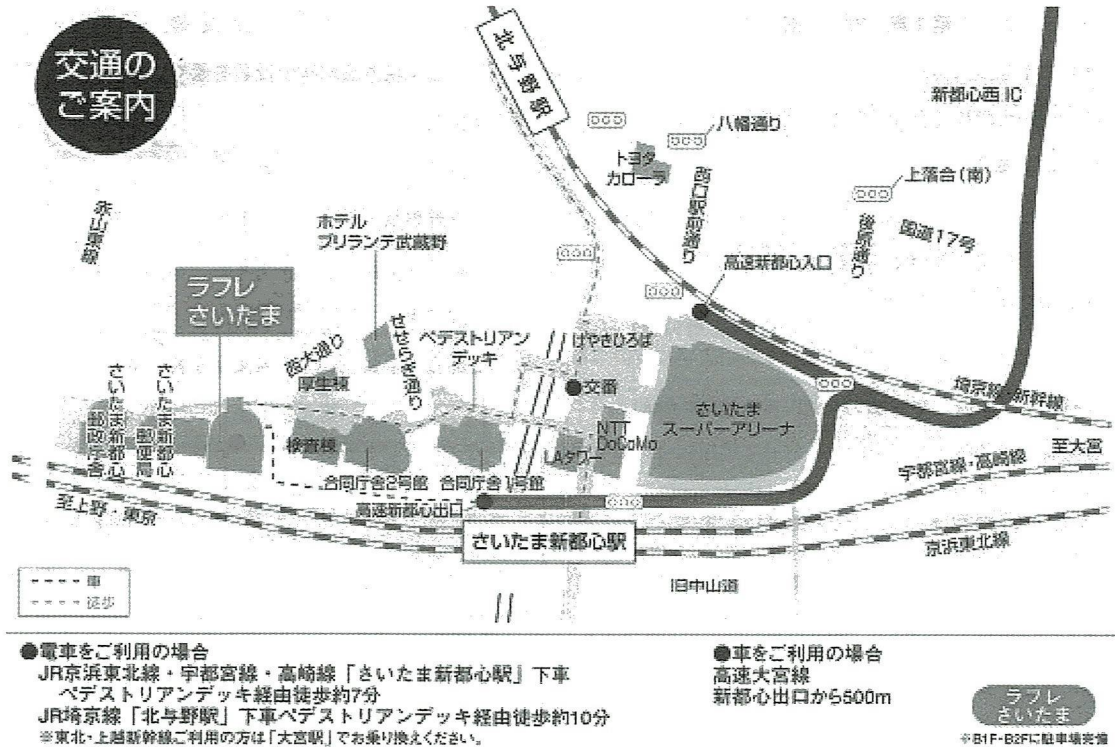 交通の
ご案内
北与野駅
新都心西IC
八幡通り
トヨタ
カローラ
西口駅前通り
上落合(南)
後原通り
国道17号
赤山東線
ホテル
ブリランテ武蔵野
高速新都心入口
ラフレ
さいたま
西大通り
せせらぎ通り
ペデストリアン
デッキ
けやきひろば
厚生棟
交番
さいたま
スーパーアリーナ
埼京線・新幹線
さいたま新都心
郵政庁舎
さいたま新都心
郵便局
検査棟
NTT
DoCoMo
LAタワー
合同庁舎2号館
合同庁舎1号館
至大宮
宇都宮線・高崎線
高速新都心出口
至上野・東京
さいたま新都心駅
京浜東北線
旧中山道
車
徒歩
●電車をご利用の場合
JR京浜東北線・宇都宮線・高崎線「さいたま新都心駅」下車
ペデストリアンデッキ経由徒歩約7分
JR埼京線「北与野駅」下車ペデストリアンデッキ経由徒歩約10分
※東北・上越新幹線ご利用の方は「大宮駅」でお乗り換えください。
●車をご利用の場合
高速大宮線
新都心出口から500m
ラフレ
さいたま
※B1F・B2Fに駐車場完備